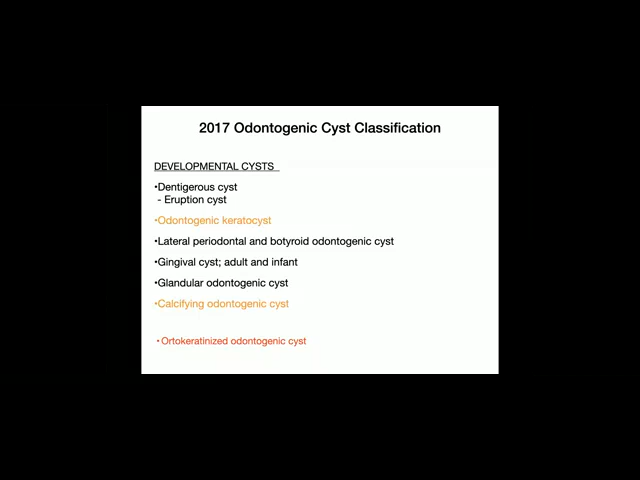 2017 Odontogenic Cyst Classification
DEVELOPMENTAL CYSTS
•Dentigerous cyst
- Eruption cyst
•Odontogenic keratocyst
•Lateral periodontal and botyroid odontogenic cyst
•Gingival cyst; adult and infant
•Glandular odontogenic cyst
•Calcifying odontogenic cyst
•Ortokeratinized odontogenic cyst